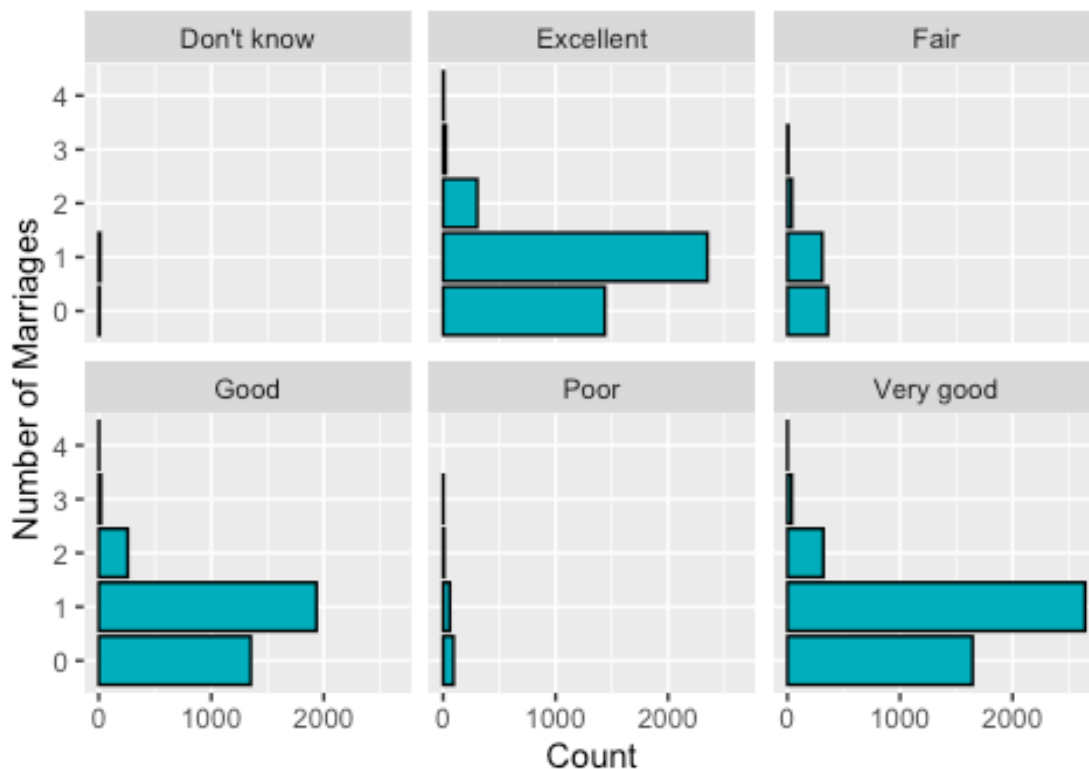 Don't know
Excellent
Fair
4
3
2
1
0
Good
Poor
Very good
4
3
2
1
0
0
1000
2000
0
1000
2000
0
1000
2000
Count
Number of Marriages